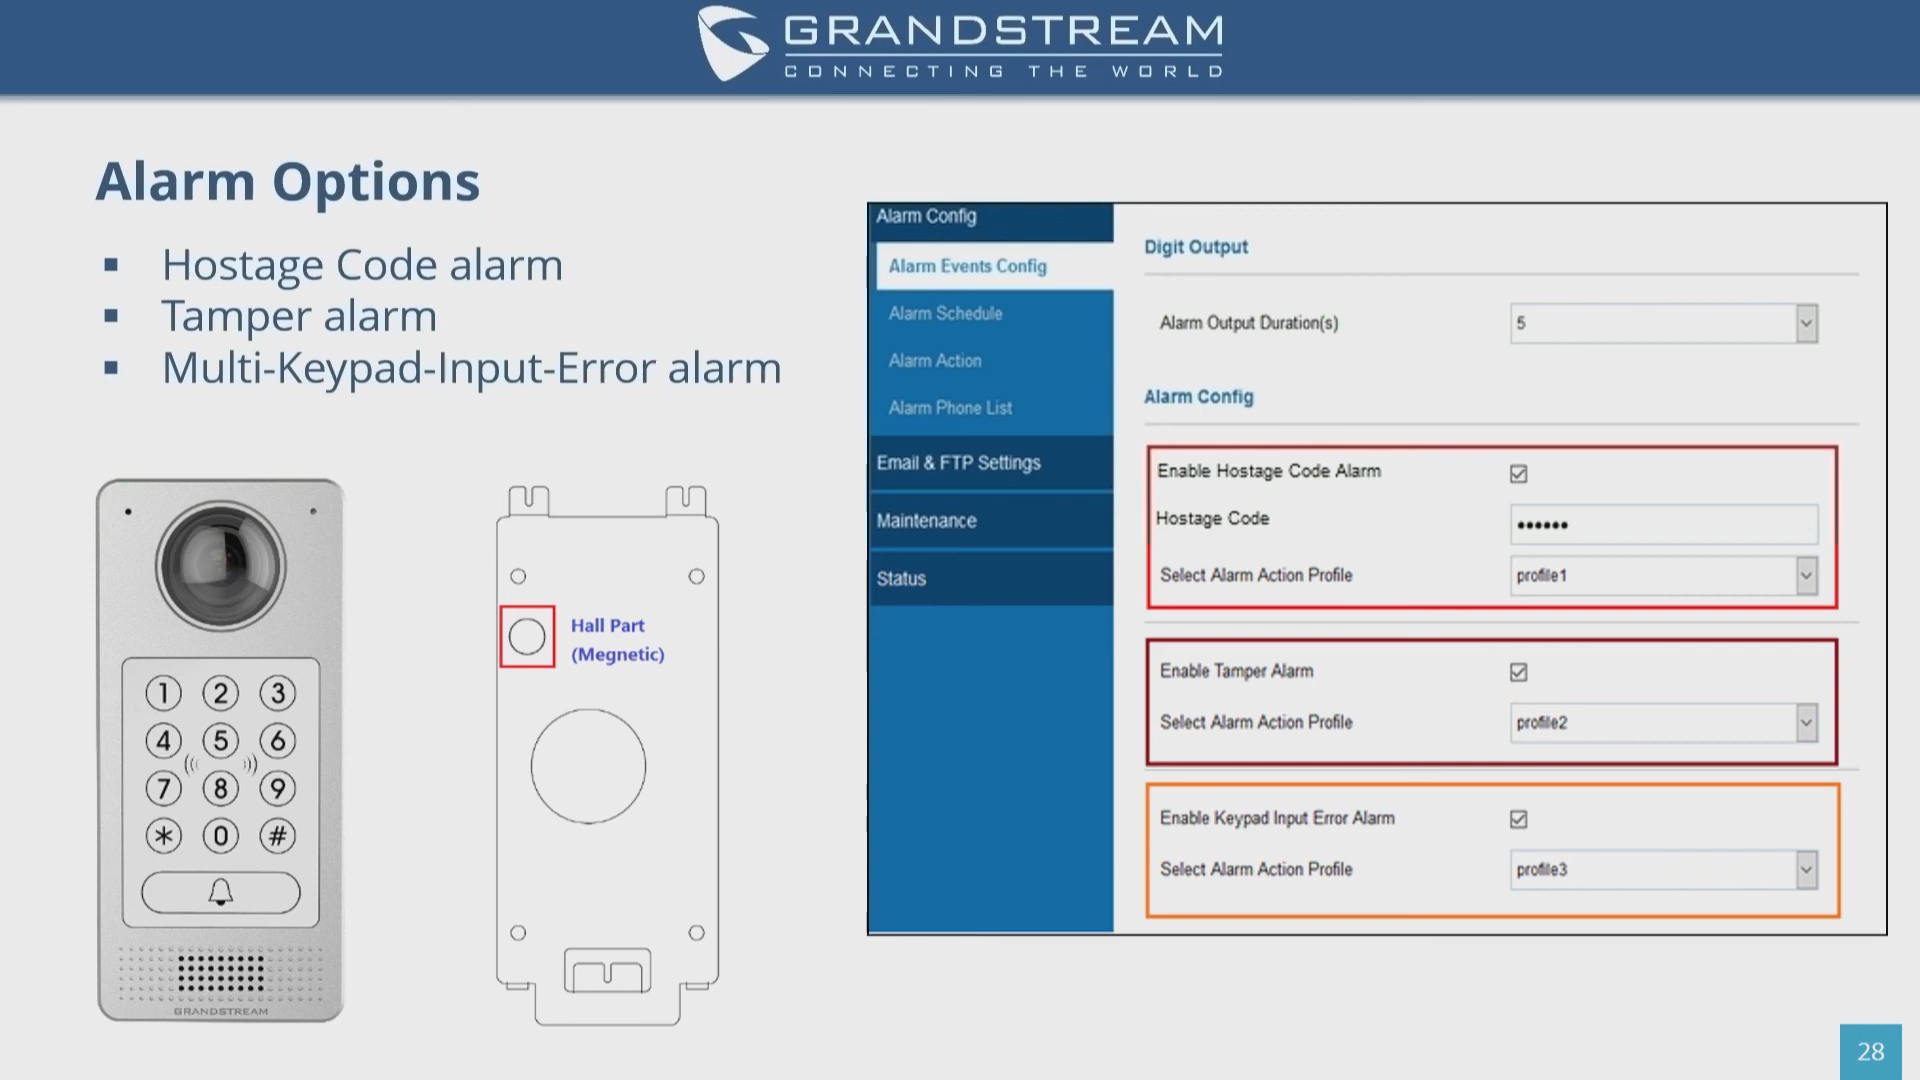 GRANDSTREAM
CONNECTING THE WORLD
Alarm Options
▪ Hostage Code alarm
▪ Tamper alarm
▪ Multi-Keypad-Input-Error alarm
1 2 3
4 5 6
7 8 9
* 0 #
GRANDSTREAM
Hall Part
(Megnetic)
Alarm Config
Alarm Events Config
Alarm Schedule
Alarm Action
Alarm Phone List
Email & FTP Settings
Maintenance
Status
Digit Output
Alarm Output Duration(s) 5
Alarm Config
Enable Hostage Code Alarm
Hostage Code ••••••
Select Alarm Action Profile profile1
Enable Tamper Alarm
Select Alarm Action Profile profile2
Enable Keypad Input Error Alarm
Select Alarm Action Profile profile3
28